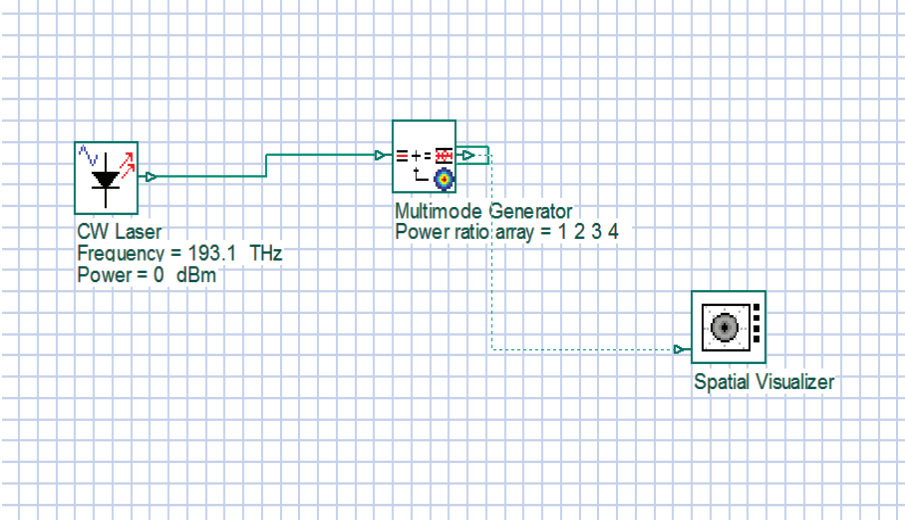 CW Laser
Frequency = 193.1 THz
Power = 0 dBm
Multimode Generator
Power ratio array = 1 2 3 4
Spatial Visualizer